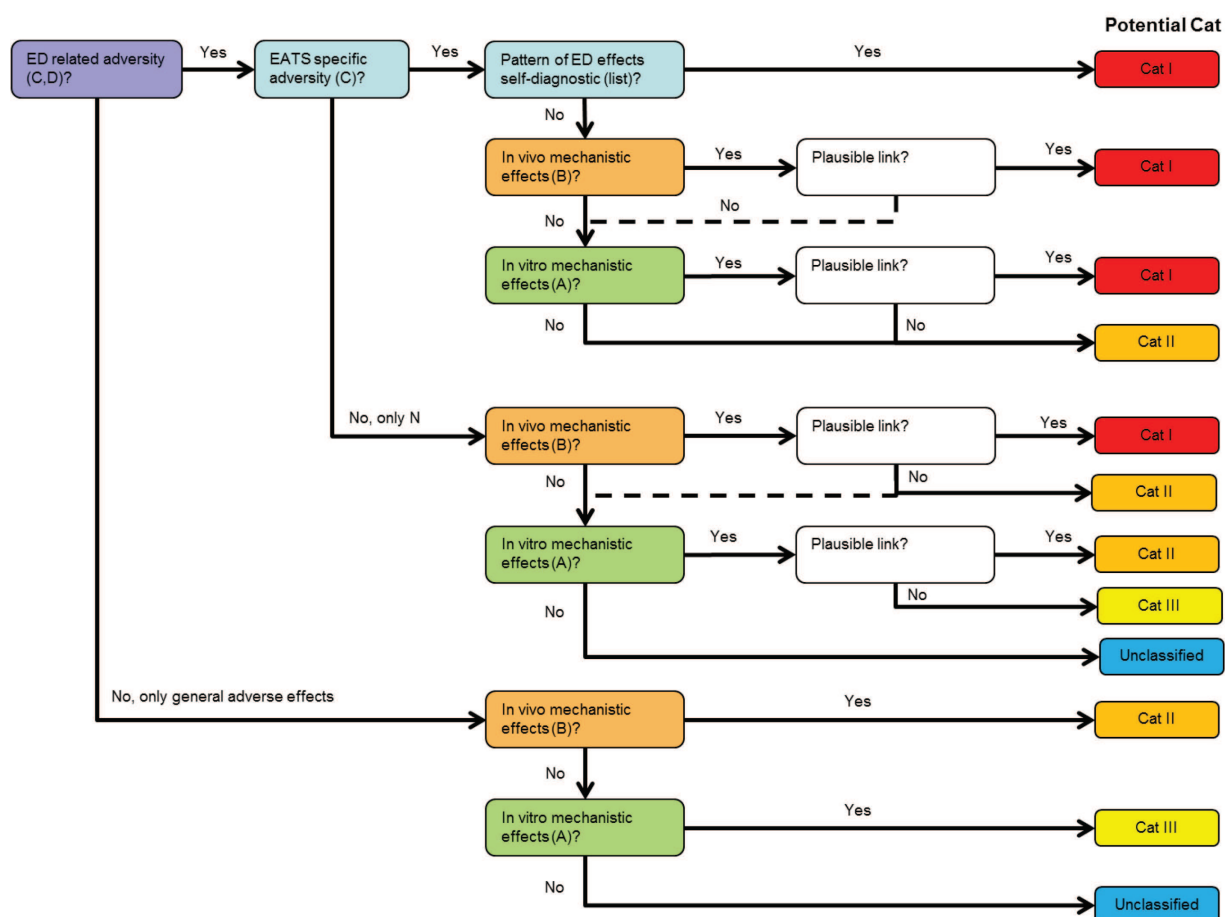 Potential Cat
ED related adversity
(C,D)?
Yes
EATS specific
adversity (C)?
Yes
Pattern of ED effects
self-diagnostic (list)?
Yes
Cat I
No
In vivo mechanistic
effects (B)?
Yes
Plausible link?
Yes
Cat I
No
No
In vitro mechanistic
effects (A)?
Yes
Plausible link?
Yes
Cat I
No
No
Cat II
No, only N
In vivo mechanistic
effects (B)?
Yes
Plausible link?
Yes
Cat I
No
No
Cat II
In vitro mechanistic
effects (A)?
Yes
Plausible link?
Yes
Cat II
No
No
Cat III
Unclassified
No, only general adverse effects
In vivo mechanistic
effects (B)?
Yes
Cat II
No
In vitro mechanistic
effects (A)?
Yes
Cat III
No
Unclassified